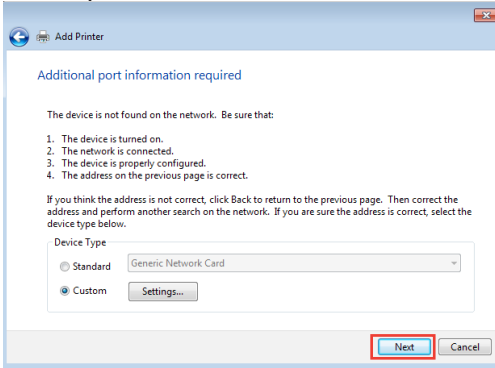 Add Printer
Additional port information required
The device is not found on the network. Be sure that:
1. The device is turned on.
2. The network is connected.
3. The device is properly configured.
4. The address on the previous page is correct.
If you think the address is not correct, click Back to return to the previous page. Then correct the
address and perform another search on the network. If you are sure the address is correct, select the
device type below.
Device Type
Standard Generic Network Card
Custom Settings...
Next Cancel